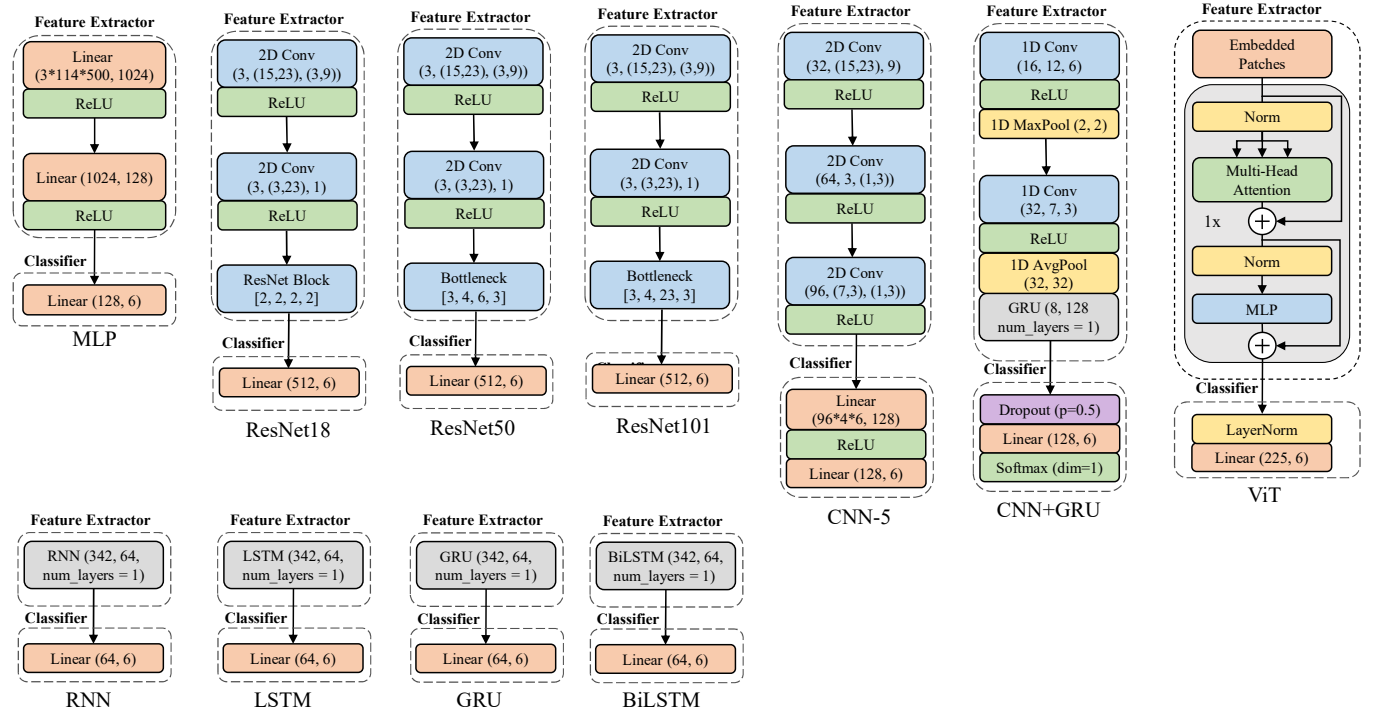 Feature Extractor
Linear
(3*114*500, 1024)
ReLU
Linear (1024, 128)
ReLU
Classifier
Linear (128, 6)
MLP
Feature Extractor
2D Conv
(3, (15,23), (3,9))
ReLU
2D Conv
(3, (3,23), 1)
ReLU
ResNet Block
[2, 2, 2, 2]
Classifier
Linear (512, 6)
ResNet18
Feature Extractor
2D Conv
(3, (15,23), (3,9))
ReLU
2D Conv
(3, (3,23), 1)
ReLU
Bottleneck
[3, 4, 6, 3]
Classifier
Linear (512, 6)
ResNet50
Feature Extractor
2D Conv
(3, (15,23), (3,9))
ReLU
2D Conv
(3, (3,23), 1)
ReLU
Bottleneck
[3, 4, 23, 3]
Classifier
Linear (512, 6)
ResNet101
Feature Extractor
2D Conv
(32, (15,23), 9)
ReLU
2D Conv
(64, 3, (1,3))
ReLU
2D Conv
(96, (7,3), (1,3))
ReLU
Classifier
Linear
(96*4*6, 128)
ReLU
Linear (128, 6)
CNN-5
Feature Extractor
1D Conv
(16, 12, 6)
ReLU
1D MaxPool (2, 2)
1D Conv
(32, 7, 3)
ReLU
1D AvgPool
(32, 32)
GRU (8, 128
num_layers = 1)
Classifier
Dropout (p=0.5)
Linear (128, 6)
Softmax (dim=1)
CNN+GRU
Feature Extractor
Embedded
Patches
Norm
Multi-Head
Attention
1x
Norm
MLP
Classifier
LayerNorm
Linear (225, 6)
ViT
Feature Extractor
RNN (342, 64,
num_layers = 1)
Classifier
Linear (64, 6)
RNN
Feature Extractor
LSTM (342, 64,
num_layers = 1)
Classifier
Linear (64, 6)
LSTM
Feature Extractor
GRU (342, 64,
num_layers = 1)
Classifier
Linear (64, 6)
GRU
Feature Extractor
BiLSTM (342, 64,
num_layers = 1)
Classifier
Linear (64, 6)
BiLSTM